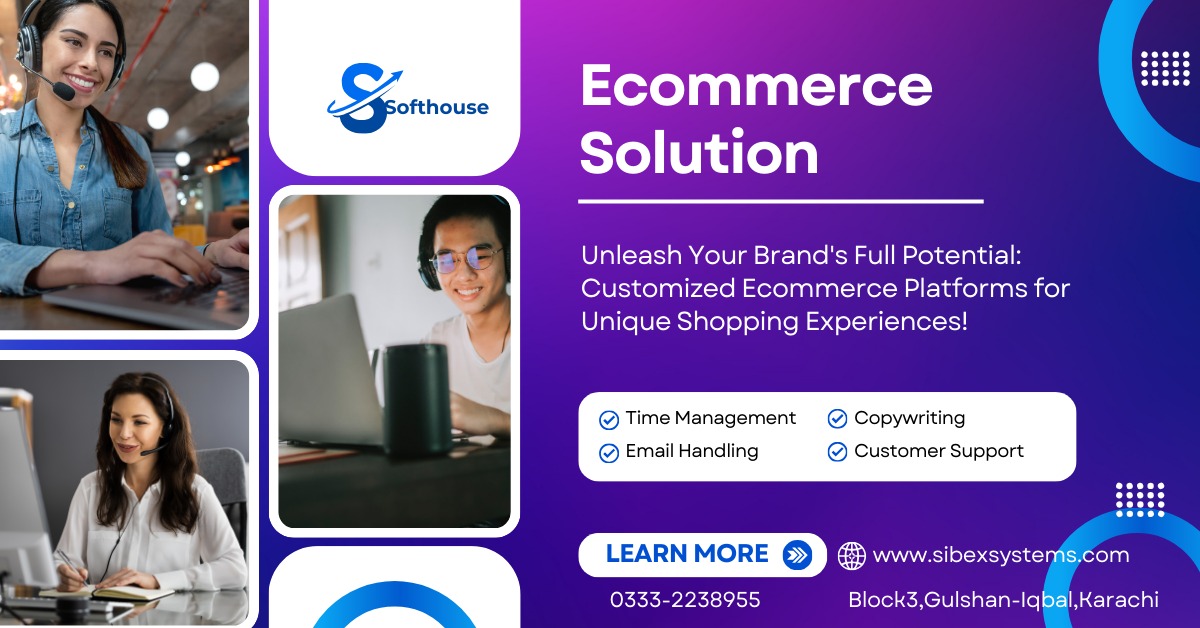 Softhouse
Ecommerce
Solution
Unleash Your Brand's Full Potential:
Customized Ecommerce Platforms for
Unique Shopping Experiences!
Time Management
Copywriting
Email Handling
Customer Support
LEARN MORE
www.sibexsystems.com
0333-2238955
Block3,Gulshan-Iqbal,Karachi